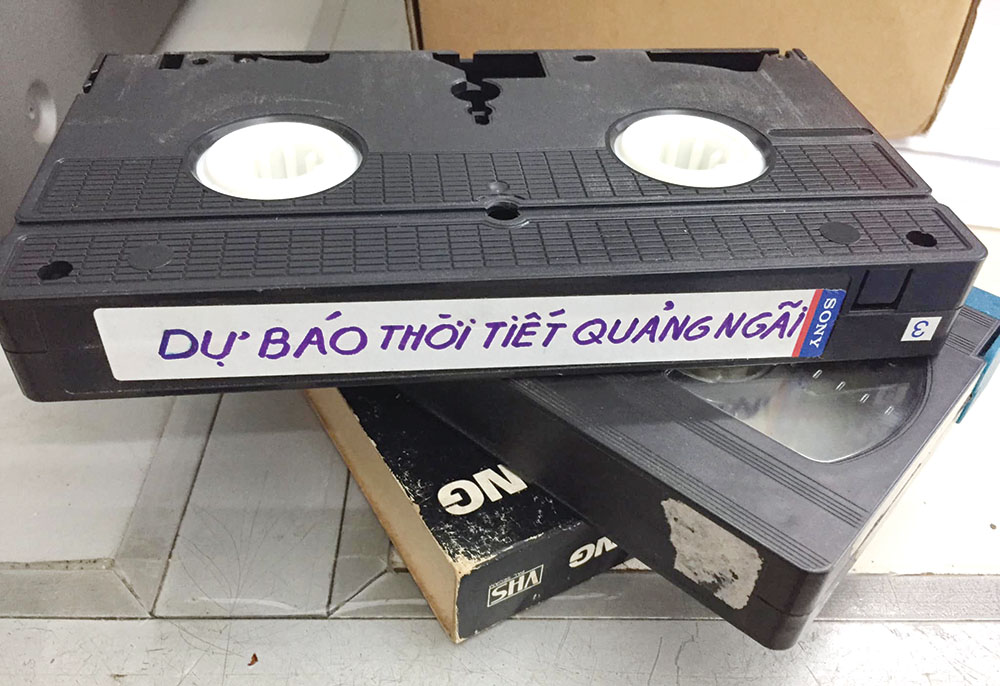 DỰ BÁO THỜI TIẾT QUẢNG NGÃI
SONY
3
NG
NG
VHS